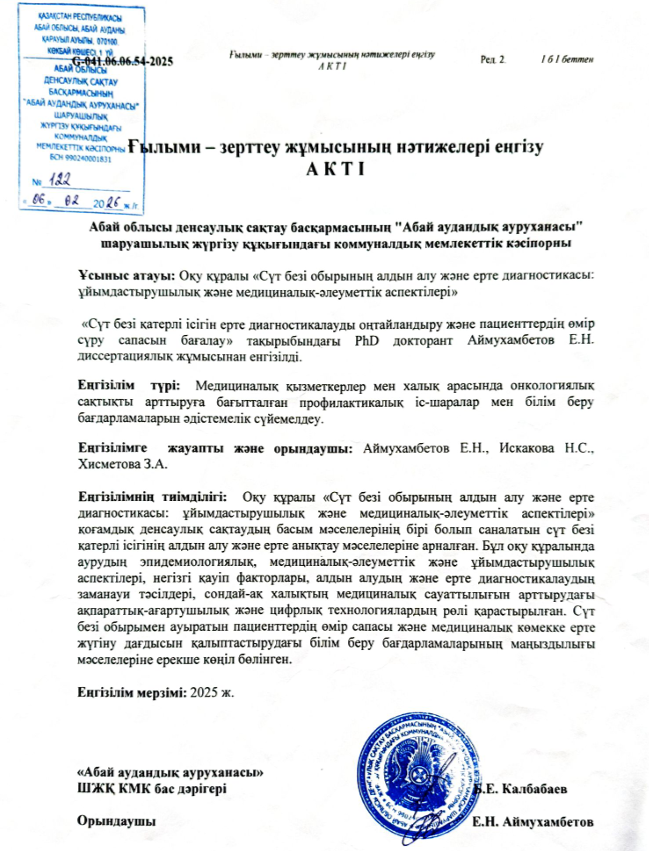 ҚАЗАҚСТАН РЕСПУБЛИКАСЫ
АБАЙ ОБЛЫСЫ, АБАЙ АУДАНЫ
ҚАРАУЫЛ АУЫЛЫ, 070100
КӨКБАЙ КӨШЕСІ, 1 ҮЙ
АБАЙ ОБЛЫСЫ
ДЕНСАУЛЫҚ САҚТАУ
БАСҚАРМАСЫНЫҢ
"АБАЙ АУДАНДЫҚ АУРУХАНАСЫ"
ШАРУАШЫЛЫҚ
ЖҮРГІЗУ ҚҰҚЫҒЫНДАҒЫ
КОММУНАЛДЫҚ
МЕМЛЕКЕТТІК КӘСІПОРНЫ
БСН 990240001831
№ 122
« 06 » 02 2026 ж./г.
G-041.06.06.54-2025
Ғылыми – зерттеу жұмысының нәтижелері еңгізу
А К Т І
Ред. 2.
1 б 1 беттен
Ғылыми – зерттеу жұмысының нәтижелері еңгізу
А К Т І
Абай облысы денсаулық сақтау басқармасының "Абай аудандық ауруханасы"
шаруашылық жүргізу құқығындағы коммуналдық мемлекеттік кәсіпорны
Ұсыныс атауы: Оқу құралы «Сүт безі обырының алдын алу және ерте диагностикасы:
ұйымдастырушылық және медициналық-әлеуметтік аспектілері»
«Сүт безі қатерлі ісігін ерте диагностикалауды оңтайландыру және пациенттердің өмір
сүру сапасын бағалау» тақырыбындағы PhD докторант Аймухамбетов Е.Н.
диссертациялық жұмысынан енгізілді.
Еңгізілім түрі: Медициналық қызметкерлер мен халық арасында онкологиялық
сақтықты арттыруға бағытталған профилактикалық іс-шаралар мен білім беру
бағдарламаларын әдістемелік сүйемелдеу.
Еңгізілімге жауапты және орындаушы: Аймухамбетов Е.Н., Искакова Н.С.,
Хисметова З.А.
Еңгізілімнің тиімділігі: Оқу құралы «Сүт безі обырының алдын алу және ерте
диагностикасы: ұйымдастырушылық және медициналық-әлеуметтік аспектілері»
қоғамдық денсаулық сақтаудың басым мәселелерінің бірі болып саналатын сүт безі
қатерлі ісігінің алдын алу және ерте анықтау мәселелеріне арналған. Бұл оқу құралында
аурудың эпидемиологиялық, медициналық-әлеуметтік және ұйымдастырушылық
аспектілері, негізгі қауіп факторлары, алдын алудың және ерте диагностикалаудың
заманауи тәсілдері, сондай-ақ халықтың медициналық сауаттылығын арттырудағы
ақпараттық-ағартушылық және цифрлық технологиялардың рөлі қарастырылған. Сүт
безі обырымен ауыратын пациенттердің өмір сапасы және медициналық көмекке ерте
жүгіну дағдысын қалыптастырудағы білім беру бағдарламаларының маңыздылығы
мәселелеріне ерекше көңіл бөлінген.
Еңгізілім мерзімі: 2025 ж.
«Абай аудандық ауруханасы»
ШЖҚ КМК бас дәрігері
Б.Е. Калбабаев
Орындаушы
Е.Н. Аймухамбетов